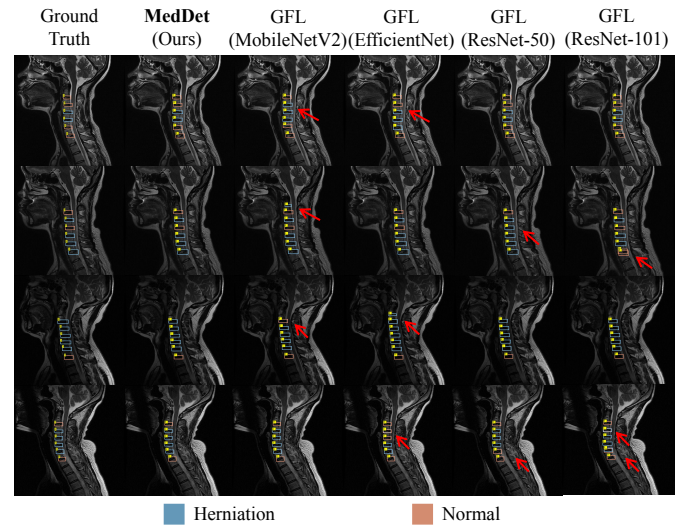 Ground Truth
MedDet (Ours)
GFL (MobileNetV2)
GFL (EfficientNet)
GFL (ResNet-50)
GFL (ResNet-101)
Herniation
Normal